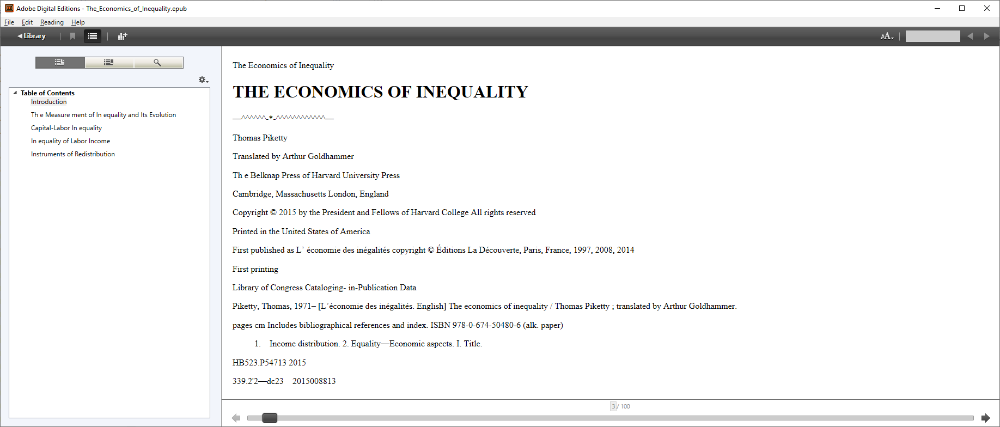 Adobe Digital Editions - The_Economics_of_Inequality.epub
File Edit Reading Help
Library
AA
Table of Contents
Introduction
Th e Measure ment of In equality and Its Evolution
Capital-Labor In equality
In equality of Labor Income
Instruments of Redistribution
The Economics of Inequality
THE ECONOMICS OF INEQUALITY
—^^^^^^-*-^^^^^^^^^^^^—
Thomas Piketty
Translated by Arthur Goldhammer
Th e Belknap Press of Harvard University Press
Cambridge, Massachusetts London, England
Copyright © 2015 by the President and Fellows of Harvard College All rights reserved
Printed in the United States of America
First published as L’ économie des inégalités copyright © Éditions La Découverte, Paris, France, 1997, 2008, 2014
First printing
Library of Congress Cataloging- in-Publication Data
Piketty, Thomas, 1971– [L’économie des inégalités. English] The economics of inequality / Thomas Piketty ; translated by Arthur Goldhammer.
pages cm Includes bibliographical references and index. ISBN 978-0-674-50480-6 (alk. paper)
1. Income distribution. 2. Equality—Economic aspects. I. Title.
HB523.P54713 2015
339.2'2—dc23 2015008813
3 / 100